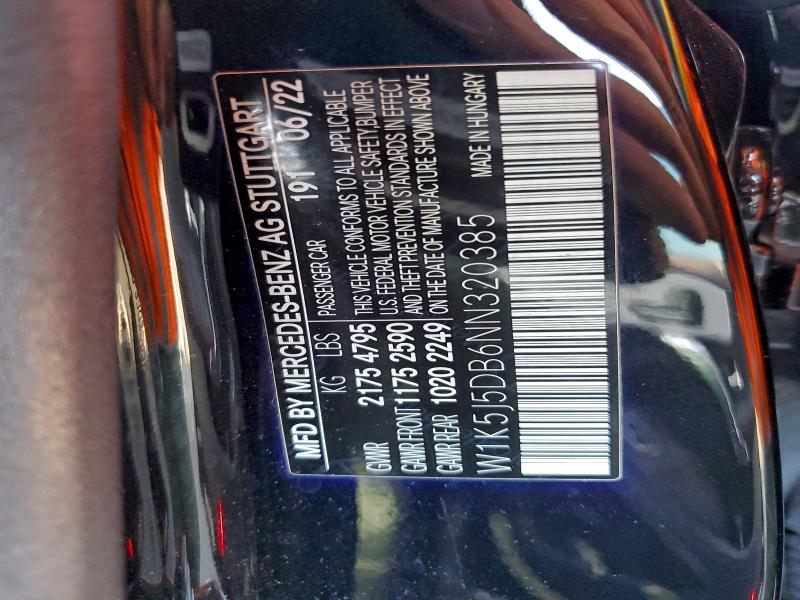 MFD BY MERCEDES-BENZ AG STUTTGART
KG LBS PASSENGER CAR 191 06/22
GVWR 2175 4795 THIS VEHICLE CONFORMS TO ALL APPLICABLE
GAWR FRONT 1175 2590 U.S. FEDERAL MOTOR VEHICLE SAFETY BUMPER
GAWR REAR 1020 2249 AND THEFT PREVENTION STANDARDS IN EFFECT
ON THE DATE OF MANUFACTURE SHOWN ABOVE
W1K5J5DB6NN320385 MADE IN HUNGARY